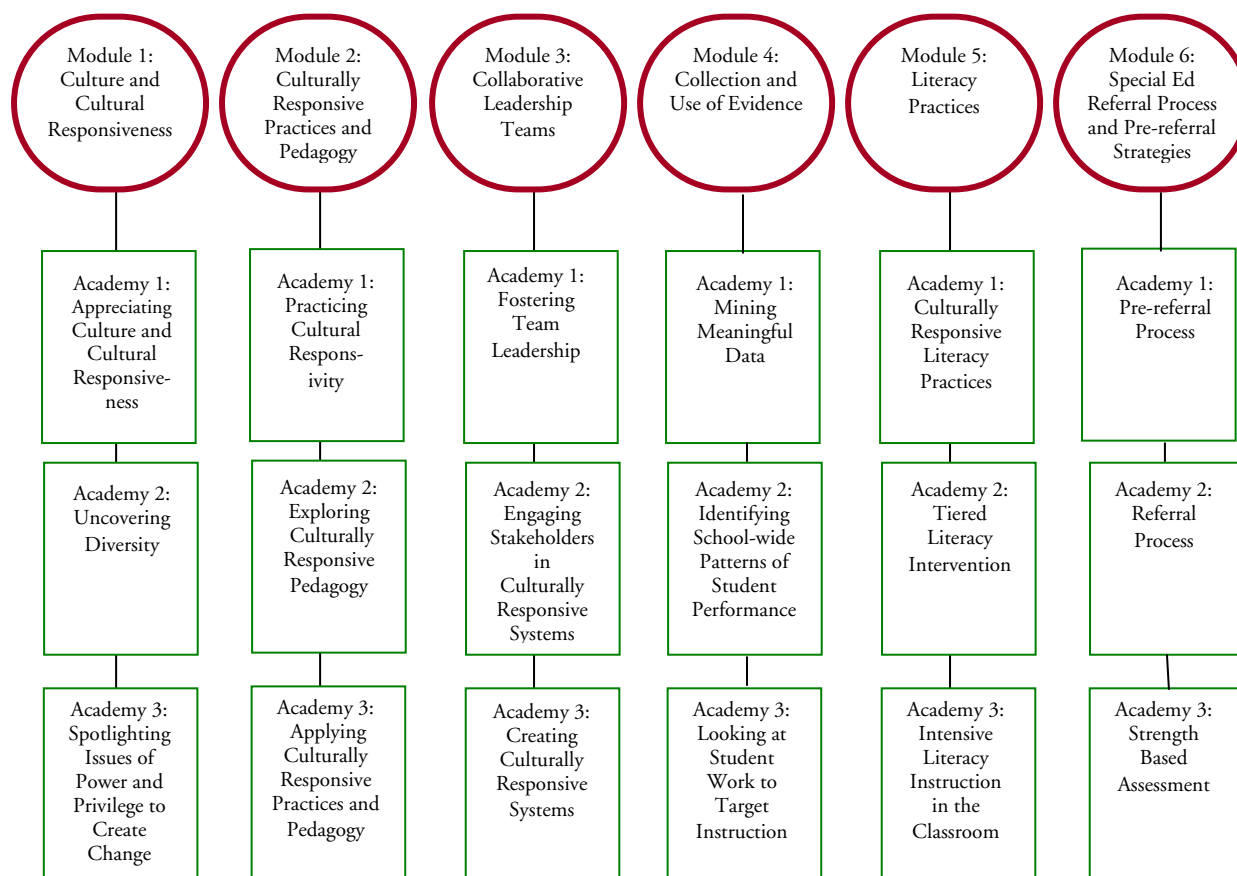 Module 1:
Culture and
Cultural
Responsiveness
Module 2:
Culturally
Responsive
Practices and
Pedagogy
Module 3:
Collaborative
Leadership
Teams
Module 4:
Collection and
Use of Evidence
Module 5:
Literacy
Practices
Module 6:
Special Ed
Referral Process
and Pre-referral
Strategies
Academy 1:
Appreciating
Culture and
Cultural
Responsive-
ness
Academy 1:
Practicing
Cultural
Respons-
ivity
Academy 1:
Fostering
Team
Leadership
Academy 1:
Mining
Meaningful
Data
Academy 1:
Culturally
Responsive
Literacy
Practices
Academy 1:
Pre-referral
Process
Academy 2:
Uncovering
Diversity
Academy 2:
Exploring
Culturally
Responsive
Pedagogy
Academy 2:
Engaging
Stakeholders
in
Culturally
Responsive
Systems
Academy 2:
Identifying
School-wide
Patterns of
Student
Performance
Academy 2:
Tiered
Literacy
Intervention
Academy 2:
Referral
Process
Academy 3:
Spotlighting
Issues of
Power and
Privilege to
Create
Change
Academy 3:
Applying
Culturally
Responsive
Practices and
Pedagogy
Academy 3:
Creating
Culturally
Responsive
Systems
Academy 3:
Looking at
Student
Work to
Target
Instruction
Academy 3:
Intensive
Literacy
Instruction
in the
Classroom
Academy 3:
Strength
Based
Assessment